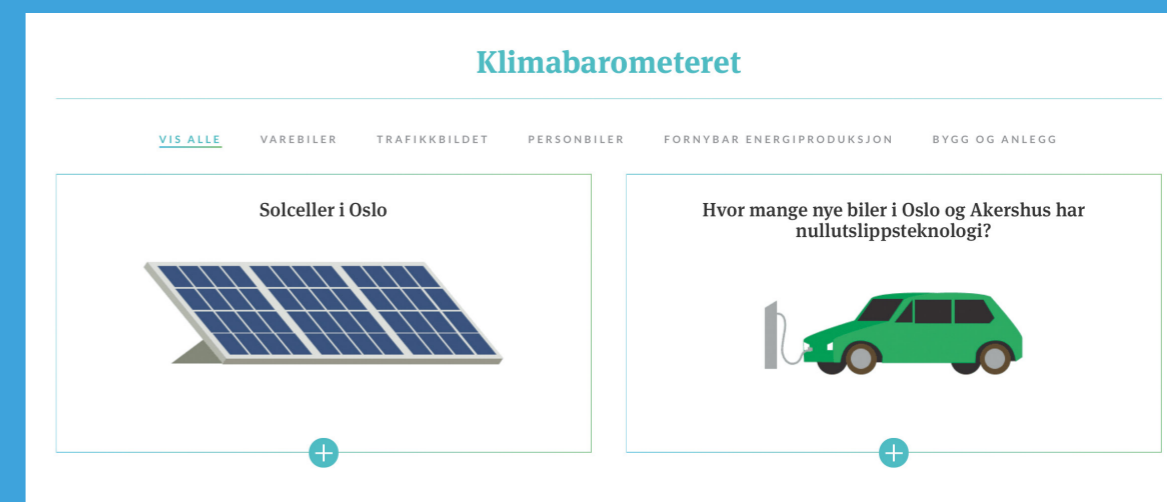 Klimabarometeret
VIS ALLE VAREBILER TRAFIKKBILDET PERSONBILER FORNYBAR ENERGIPRODUKSJON BYGG OG ANLEGG
Solceller i Oslo
Hvor mange nye biler i Oslo og Akershus har
nullutslippsteknologi?